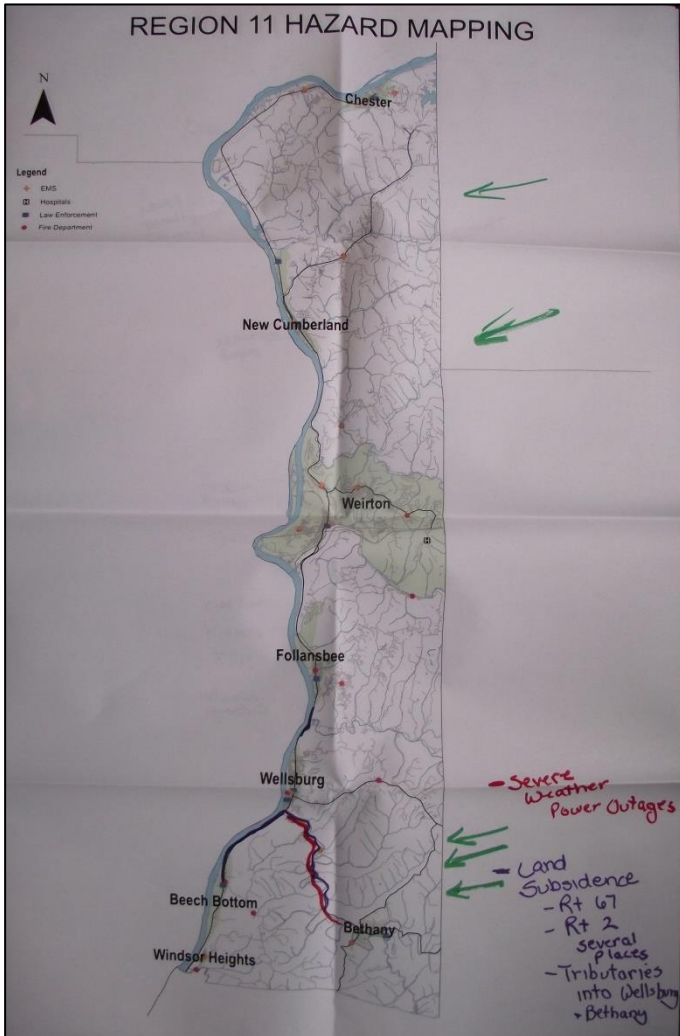 REGION 11 HAZARD MAPPING
N
Chester
Legend
EMS
H Hospitals
Law Enforcement
Fire Department
New Cumberland
Weirton
H
Follansbee
Wellsburg
- Severe
Weather
Power Outages
- Land
Subsidence
- Rt 67
- Rt 2
several
places
- Tributaries
into Wellsburg
+ Bethany
Beech Bottom
Bethany
Windsor Heights